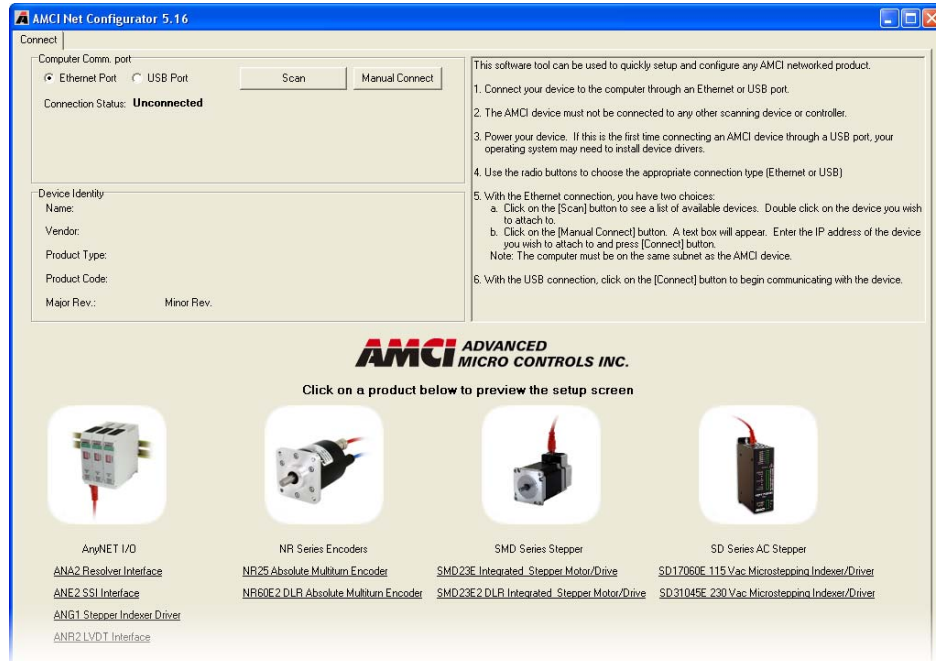 AMCI Net Configurator 5.16
Connect
Computer Comm. port
Ethernet Port USB Port Scan Manual Connect
Connection Status: Unconnected
Device Identity
Name:
Vendor:
Product Type:
Product Code:
Major Rev.: Minor Rev.
This software tool can be used to quickly setup and configure any AMCI networked product.
1. Connect your device to the computer through an Ethernet or USB port.
2. The AMCI device must not be connected to any other scanning device or controller.
3. Power your device. If this is the first time connecting an AMCI device through a USB port, your
operating system may need to install device drivers.
4. Use the radio buttons to choose the appropriate connection type (Ethernet or USB)
5. With the Ethernet connection, you have two choices:
a. Click on the [Scan] button to see a list of available devices. Double click on the device you wish
to attach to.
b. Click on the [Manual Connect] button. A text box will appear. Enter the IP address of the device
you wish to attach to and press [Connect] button.
Note: The computer must be on the same subnet as the AMCI device.
6. With the USB connection, click on the [Connect] button to begin communicating with the device.
AMCI ADVANCED
MICRO CONTROLS INC.
Click on a product below to preview the setup screen
AnyNET I/O
ANA2 Resolver Interface
ANE2 SSI Interface
ANG1 Stepper Indexer Driver
ANR2 LVDT Interface
NR Series Encoders
NR25 Absolute Multiturn Encoder
NR60E2 DLR Absolute Multiturn Encoder
SMD Series Stepper
SMD23E Integrated Stepper Motor/Drive
SMD23E2 DLR Integrated Stepper Motor/Drive
SD Series AC Stepper
SD17060E 115 Vac Microstepping Indexer/Driver
SD31045E 230 Vac Microstepping Indexer/Driver